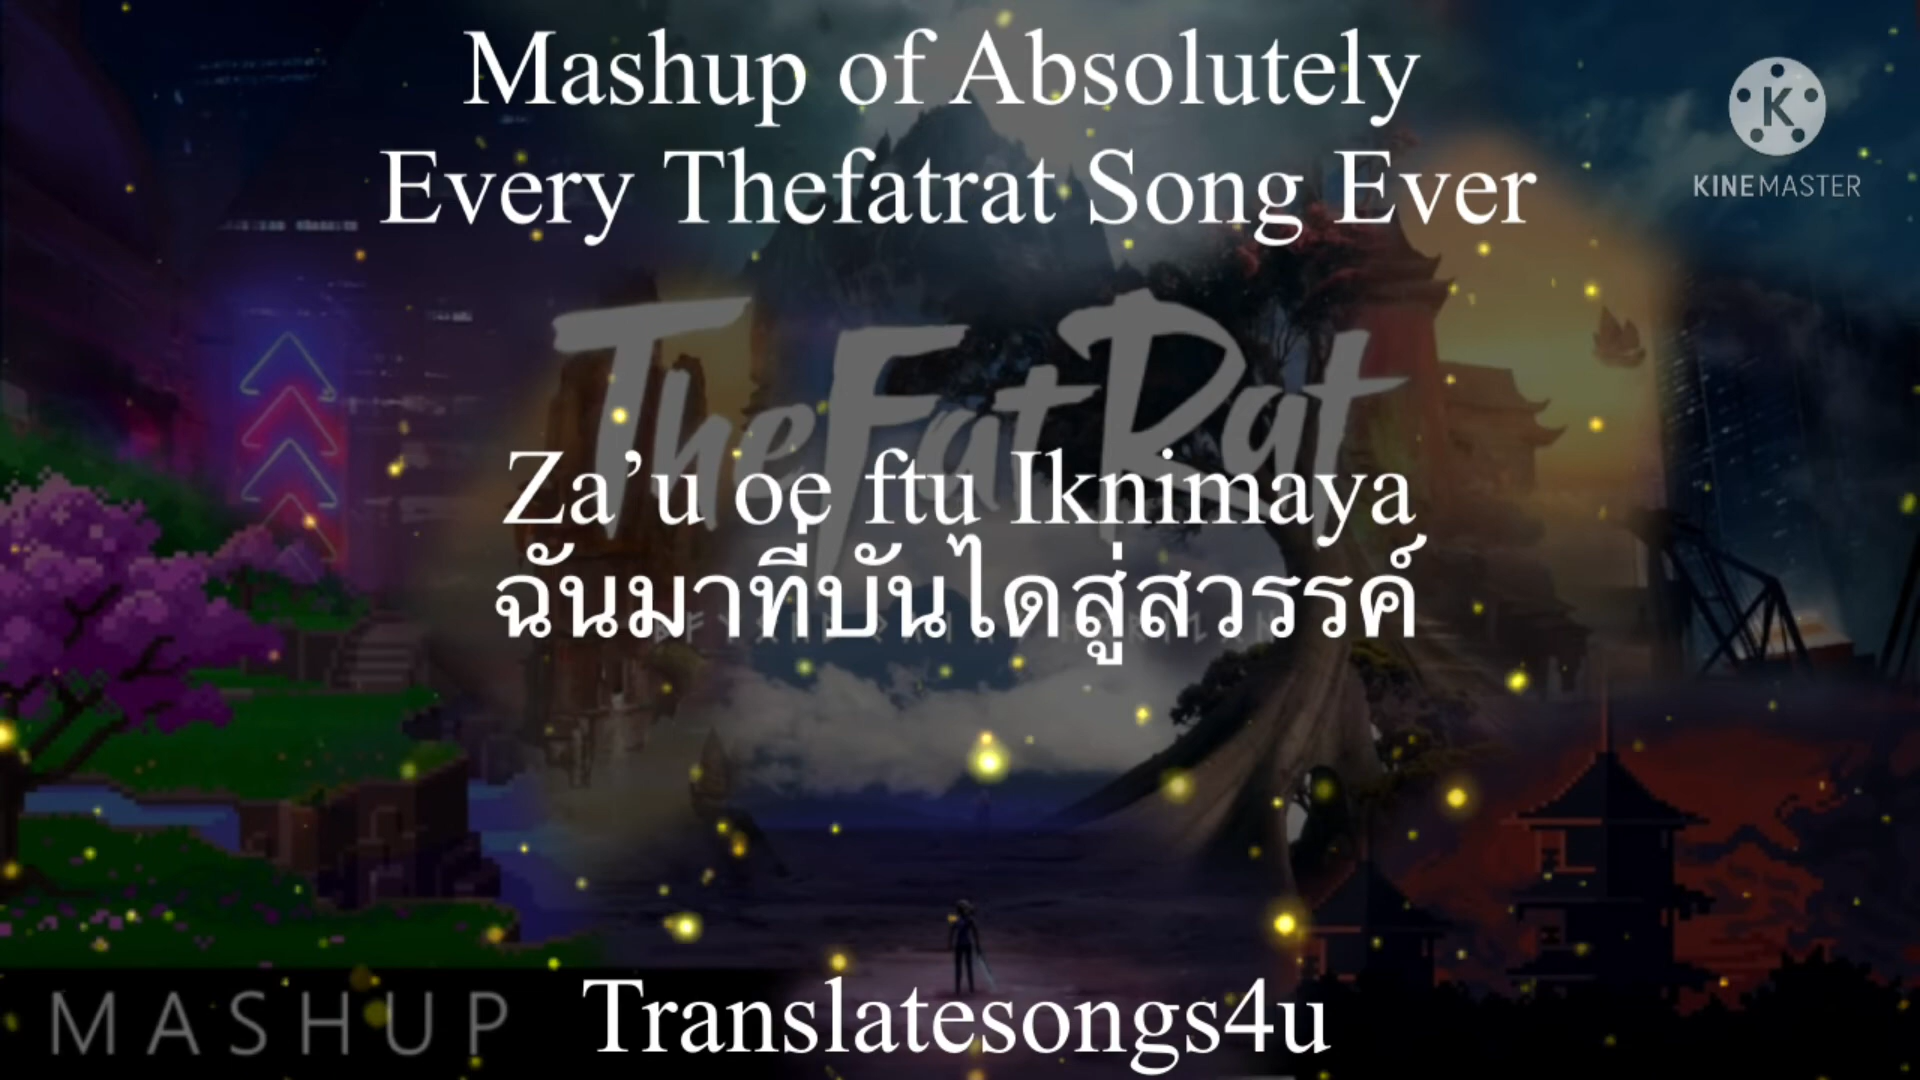 Mashup of Absolutely
Every Thefatrat Song Ever
KINEMASTER
TheFatRat
Za’u oe ftu Iknimaya
ฉันมาที่บันไดสู่สวรรค์
MASHUP
Translatesongs4u